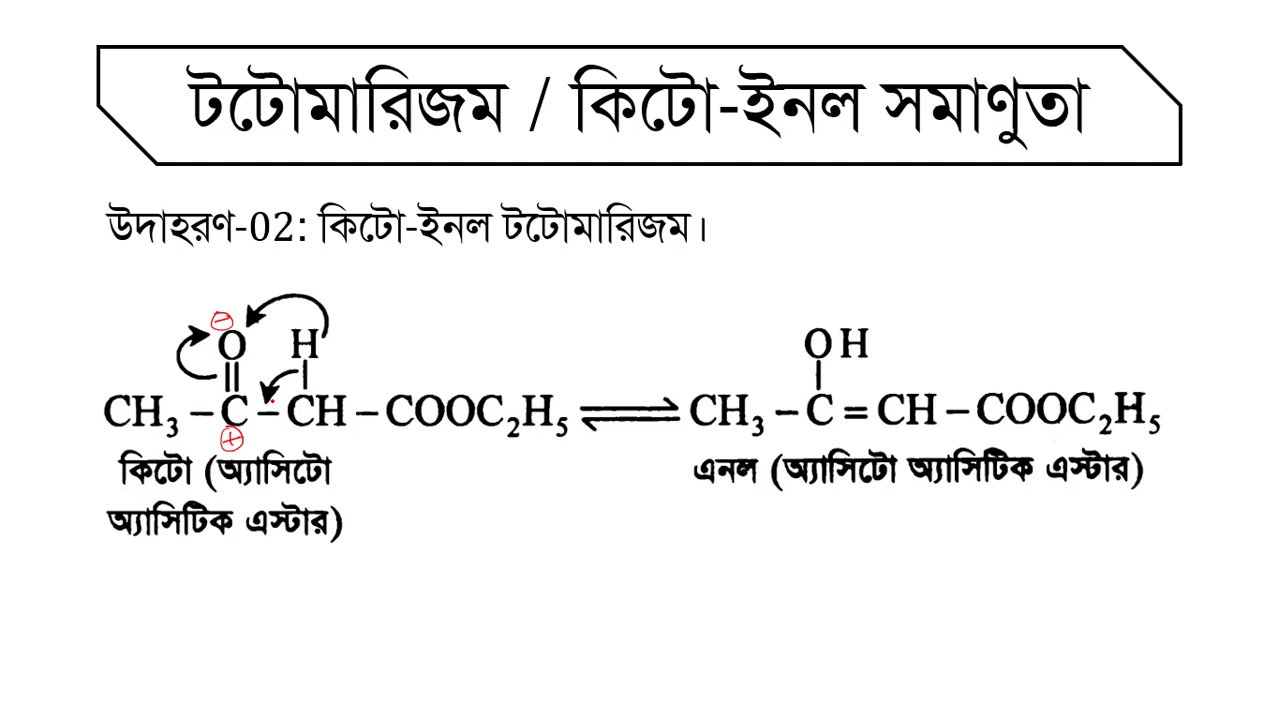 টটোমারিজম / কিটো-ইনল সমাণুতা
উদাহরণ-02: কিটো-ইনল টটোমারিজম।
⊖
O H OH
CH₃ – C – CH – COOC₂H₅ ⇌ CH₃ – C = CH – COOC₂H₅
⊕
কিটো (অ্যাসিটো এনল (অ্যাসিটো অ্যাসিটিক এস্টার)
অ্যাসিটিক এস্টার)